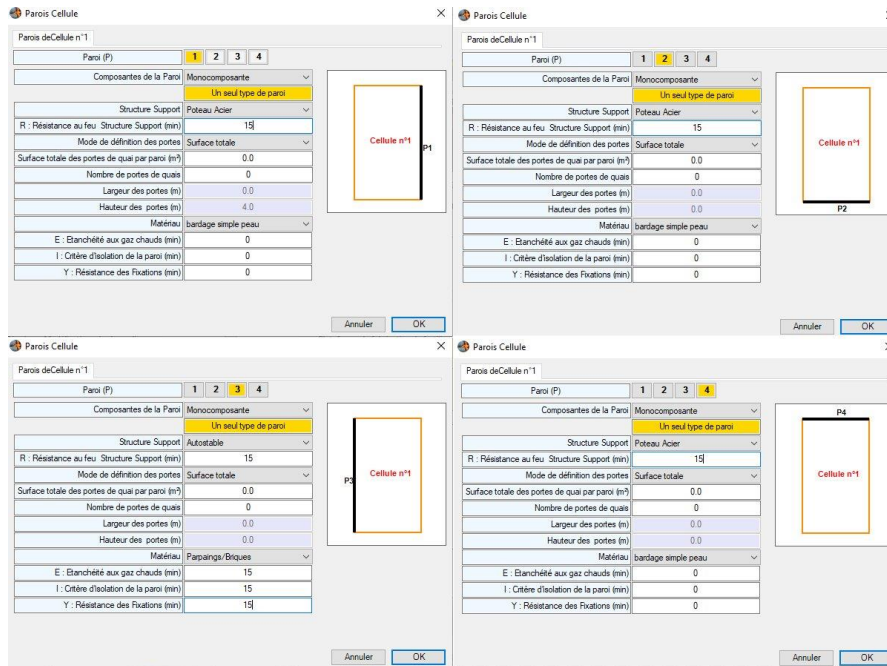 Parois Cellule
Parois deCellule n°1
Paroi (P) 1 2 3 4
Composantes de la Paroi Monocomposante
Un seul type de paroi
Structure Support Poteau Acier
R : Résistance au feu Structure Support (min) 15
Mode de définition des portes Surface totale
Surface totale des portes de quai par paroi (m²) 0.0
Nombre de portes de quais 0
Largeur des portes (m) 0.0
Hauteur des portes (m) 4.0
Matériau bardage simple peau
E : Etanchéité aux gaz chauds (min) 0
I : Critère d'isolation de la paroi (min) 0
Y : Résistance des Fixations (min) 0
Cellule n°1
P1
Annuler OK
Parois Cellule
Parois deCellule n°1
Paroi (P) 1 2 3 4
Composantes de la Paroi Monocomposante
Un seul type de paroi
Structure Support Poteau Acier
R : Résistance au feu Structure Support (min) 15
Mode de définition des portes Surface totale
Surface totale des portes de quai par paroi (m²) 0.0
Nombre de portes de quais 0
Largeur des portes (m) 0.0
Hauteur des portes (m) 0.0
Matériau bardage simple peau
E : Etanchéité aux gaz chauds (min) 0
I : Critère d'isolation de la paroi (min) 0
Y : Résistance des Fixations (min) 0
Cellule n°1
P2
Annuler OK
Parois Cellule
Parois deCellule n°1
Paroi (P) 1 2 3 4
Composantes de la Paroi Monocomposante
Un seul type de paroi
Structure Support Autostable
R : Résistance au feu Structure Support (min) 15
Mode de définition des portes Surface totale
Surface totale des portes de quai par paroi (m²) 0.0
Nombre de portes de quais 0
Largeur des portes (m) 0.0
Hauteur des portes (m) 0.0
Matériau Parpaings/Briques
E : Etanchéité aux gaz chauds (min) 15
I : Critère d'isolation de la paroi (min) 15
Y : Résistance des Fixations (min) 15
P3
Cellule n°1
Annuler OK
Parois Cellule
Parois deCellule n°1
Paroi (P) 1 2 3 4
Composantes de la Paroi Monocomposante
Un seul type de paroi
Structure Support Poteau Acier
R : Résistance au feu Structure Support (min) 15
Mode de définition des portes Surface totale
Surface totale des portes de quai par paroi (m²) 0.0
Nombre de portes de quais 0
Largeur des portes (m) 0.0
Hauteur des portes (m) 0.0
Matériau bardage simple peau
E : Etanchéité aux gaz chauds (min) 0
I : Critère d'isolation de la paroi (min) 0
Y : Résistance des Fixations (min) 0
P4
Cellule n°1
Annuler OK